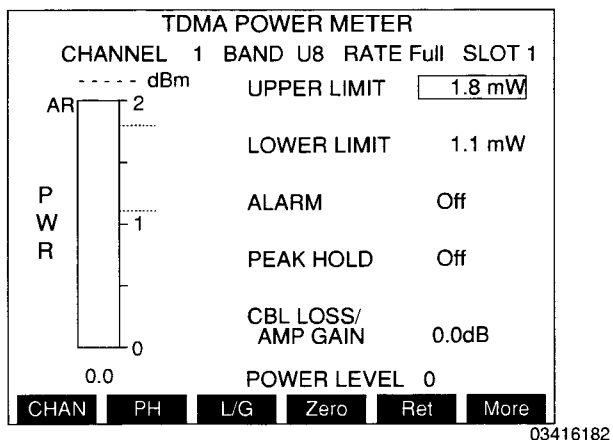 TDMA POWER METER
CHANNEL 1 BAND U8 RATE Full SLOT 1
- - - - - dBm
UPPER LIMIT 1.8 mW
AR 2
LOWER LIMIT 1.1 mW
P
W
R
ALARM Off
1
PEAK HOLD Off
CBL LOSS/
AMP GAIN 0.0dB
0
0.0
POWER LEVEL 0
CHAN PH L/G Zero Ret More
03416182